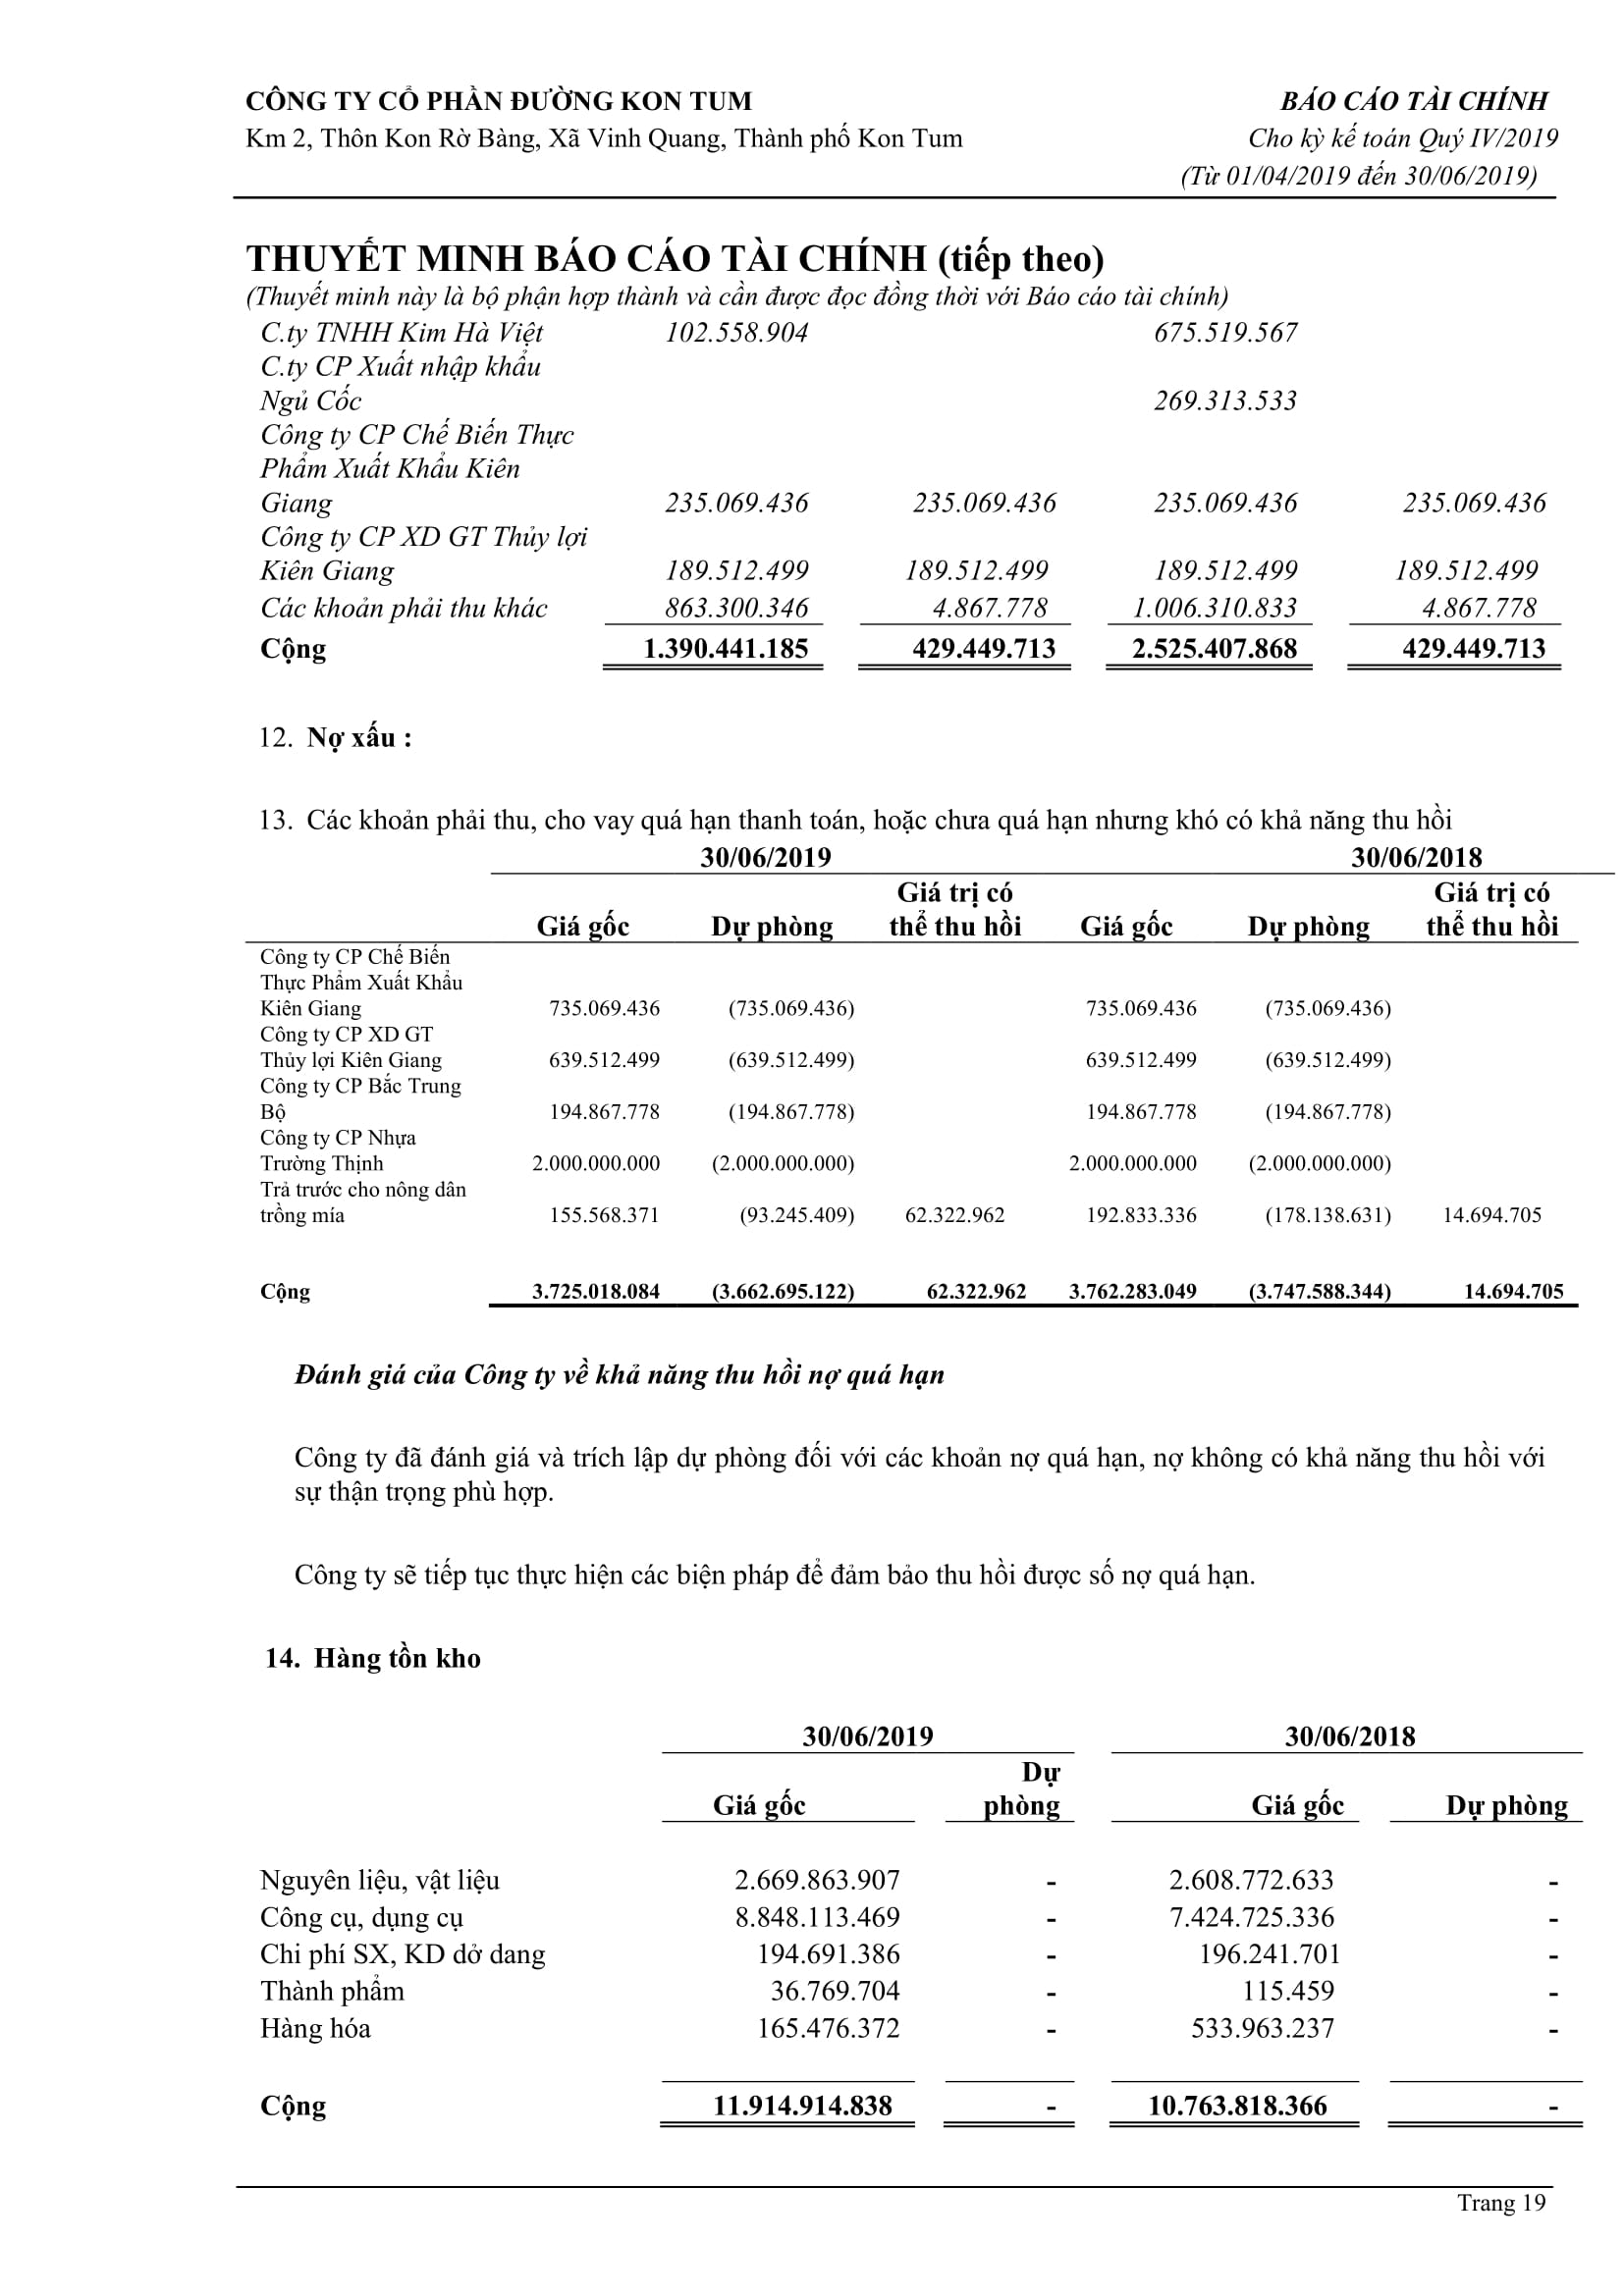 CÔNG TY CỔ PHẦN ĐƯỜNG KON TUM BÁO CÁO TÀI CHÍNH
Km 2, Thôn Kon Rờ Bàng, Xã Vinh Quang, Thành phố Kon Tum Cho kỳ kế toán Quý IV/2019
(Từ 01/04/2019 đến 30/06/2019)
THUYẾT MINH BÁO CÁO TÀI CHÍNH (tiếp theo)
(Thuyết minh này là bộ phận hợp thành và cần được đọc đồng thời với Báo cáo tài chính)
C.ty TNHH Kim Hà Việt 102.558.904 675.519.567
C.ty CP Xuất nhập khẩu
Ngủ Cốc 269.313.533
Công ty CP Chế Biến Thực
Phẩm Xuất Khẩu Kiên
Giang 235.069.436 235.069.436 235.069.436 235.069.436
Công ty CP XD GT Thủy lợi
Kiên Giang 189.512.499 189.512.499 189.512.499 189.512.499
Các khoản phải thu khác 863.300.346 4.867.778 1.006.310.833 4.867.778
Cộng 1.390.441.185 429.449.713 2.525.407.868 429.449.713
12. Nợ xấu :
13. Các khoản phải thu, cho vay quá hạn thanh toán, hoặc chưa quá hạn nhưng khó có khả năng thu hồi
30/06/2019 30/06/2018
Giá trị có Giá trị có
Giá gốc Dự phòng thể thu hồi Giá gốc Dự phòng thể thu hồi
Công ty CP Chế Biến
Thực Phẩm Xuất Khẩu
Kiên Giang 735.069.436 (735.069.436) 735.069.436 (735.069.436)
Công ty CP XD GT
Thủy lợi Kiên Giang 639.512.499 (639.512.499) 639.512.499 (639.512.499)
Công ty CP Bắc Trung
Bộ 194.867.778 (194.867.778) 194.867.778 (194.867.778)
Công ty CP Nhựa
Trường Thịnh 2.000.000.000 (2.000.000.000) 2.000.000.000 (2.000.000.000)
Trả trước cho nông dân
trồng mía 155.568.371 (93.245.409) 62.322.962 192.833.336 (178.138.631) 14.694.705
Cộng 3.725.018.084 (3.662.695.122) 62.322.962 3.762.283.049 (3.747.588.344) 14.694.705
Đánh giá của Công ty về khả năng thu hồi nợ quá hạn
Công ty đã đánh giá và trích lập dự phòng đối với các khoản nợ quá hạn, nợ không có khả năng thu hồi với
sự thận trọng phù hợp.
Công ty sẽ tiếp tục thực hiện các biện pháp để đảm bảo thu hồi được số nợ quá hạn.
14. Hàng tồn kho
30/06/2019 30/06/2018
Dự
Giá gốc phòng Giá gốc Dự phòng
Nguyên liệu, vật liệu 2.669.863.907 - 2.608.772.633 -
Công cụ, dụng cụ 8.848.113.469 - 7.424.725.336 -
Chi phí SX, KD dở dang 194.691.386 - 196.241.701 -
Thành phẩm 36.769.704 - 115.459 -
Hàng hóa 165.476.372 - 533.963.237 -
Cộng 11.914.914.838 - 10.763.818.366 -
Trang 19